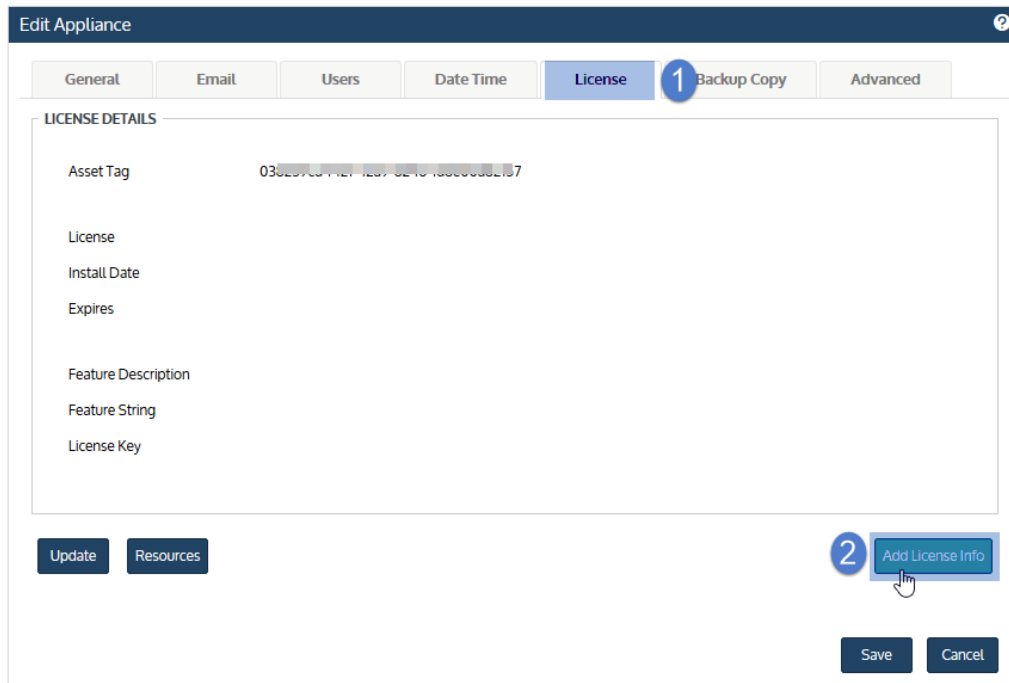 Edit Appliance
General Email Users Date Time License 1 Backup Copy Advanced
LICENSE DETAILS
Asset Tag
License
Install Date
Expires
Feature Description
Feature String
License Key
Update Resources 2 Add License Info
Save Cancel